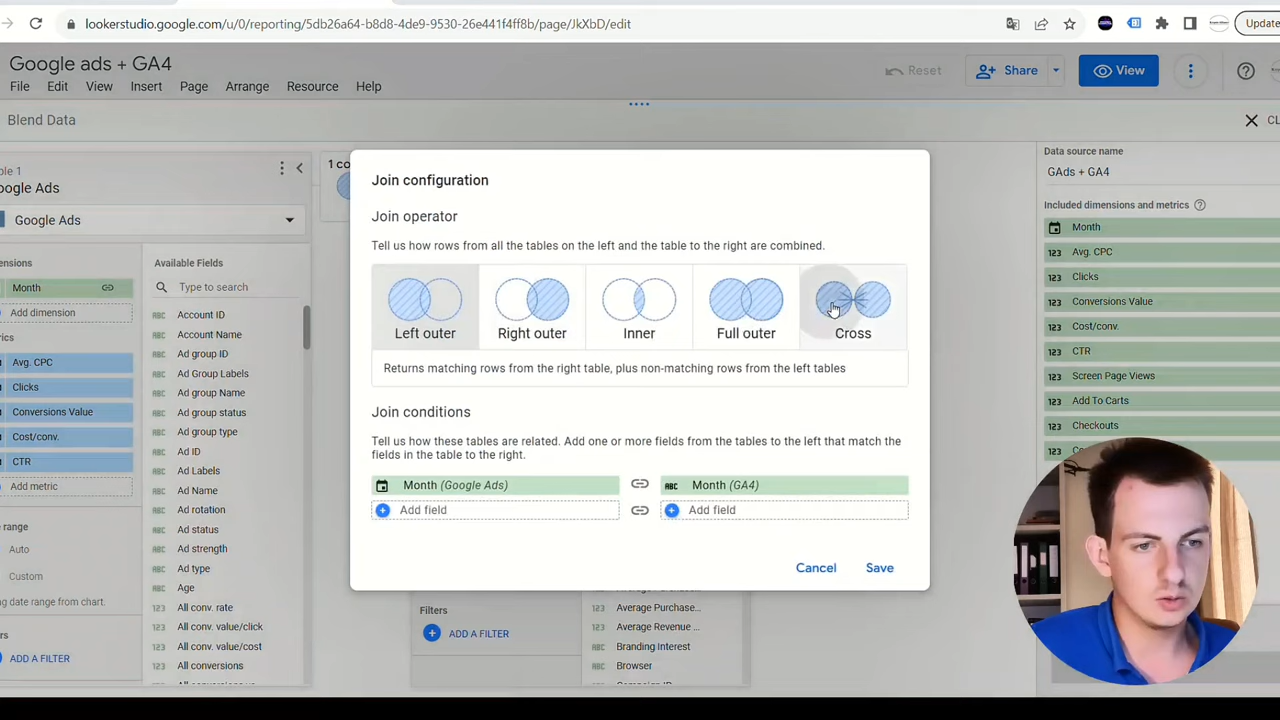 lookerstudio.google.com/u/0/reporting/5db26a64-b8d8-4de9-9530-26e441f4ff8b/page/JkXbD/edit
Update
Google ads + GA4
Reset
Share
View
File Edit View Insert Page Arrange Resource Help
Blend Data
Google Ads
Available Fields
Month
Type to search
Add dimension
Account ID
Account Name
Ad group ID
Avg. CPC
Ad Group Labels
Clicks
Ad group Name
Conversions Value
Ad group status
Cost/conv.
Ad group type
CTR
Ad ID
Add metric
Ad Labels
Ad Name
Ad rotation
Auto
Ad status
Ad strength
Custom
Ad type
Age
All conv. rate
All conv. value/click
All conv. value/cost
ADD A FILTER
All conversions
Join configuration
Join operator
Tell us how rows from all the tables on the left and the table to the right are combined.
Left outer
Right outer
Inner
Full outer
Cross
Returns matching rows from the right table, plus non-matching rows from the left tables
Join conditions
Tell us how these tables are related. Add one or more fields from the tables to the left that match the
fields in the table to the right.
Month (Google Ads)
ABC Month (GA4)
Add field
Add field
Cancel
Save
Filters
ADD A FILTER
Average Purchase...
Average Revenue ...
Branding Interest
Browser
Data source name
GAds + GA4
Included dimensions and metrics
Month
123 Avg. CPC
123 Clicks
123 Conversions Value
123 Cost/conv.
123 CTR
123 Screen Page Views
123 Add To Carts
123 Checkouts
123